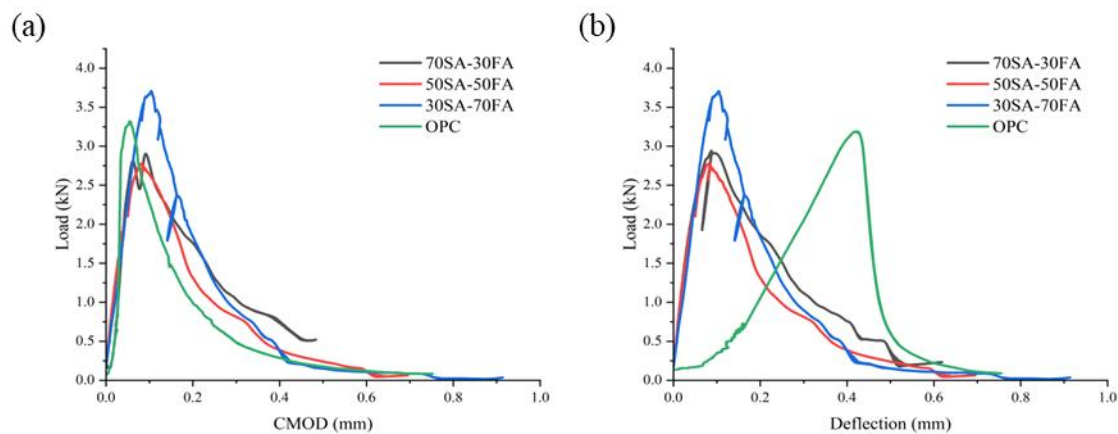 (a)
4.0
3.5
3.0
2.5
2.0
1.5
1.0
0.5
0.0
Load (kN)
70SA-30FA
50SA-50FA
30SA-70FA
OPC
0.0 0.2 0.4 0.6 0.8 1.0
CMOD (mm)
(b)
4.0
3.5
3.0
2.5
2.0
1.5
1.0
0.5
0.0
Load (kN)
70SA-30FA
50SA-50FA
30SA-70FA
OPC
0.0 0.2 0.4 0.6 0.8 1.0
Deflection (mm)